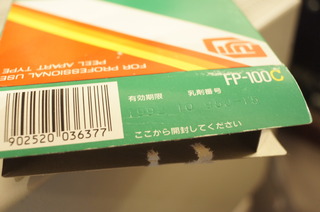 FOR PROFESSIONAL USE
PEEL APART TYPE
FP-100C
有効期限 乳剤番号
ここから開封してください
902520 036377